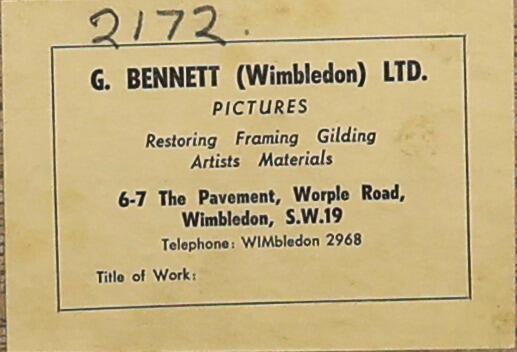 2172.
G. BENNETT (Wimbledon) LTD.
PICTURES
Restoring Framing Gilding
Artists Materials
6-7 The Pavement, Worple Road,
Wimbledon, S.W.19
Telephone: WIMbledon 2968
Title of Work: